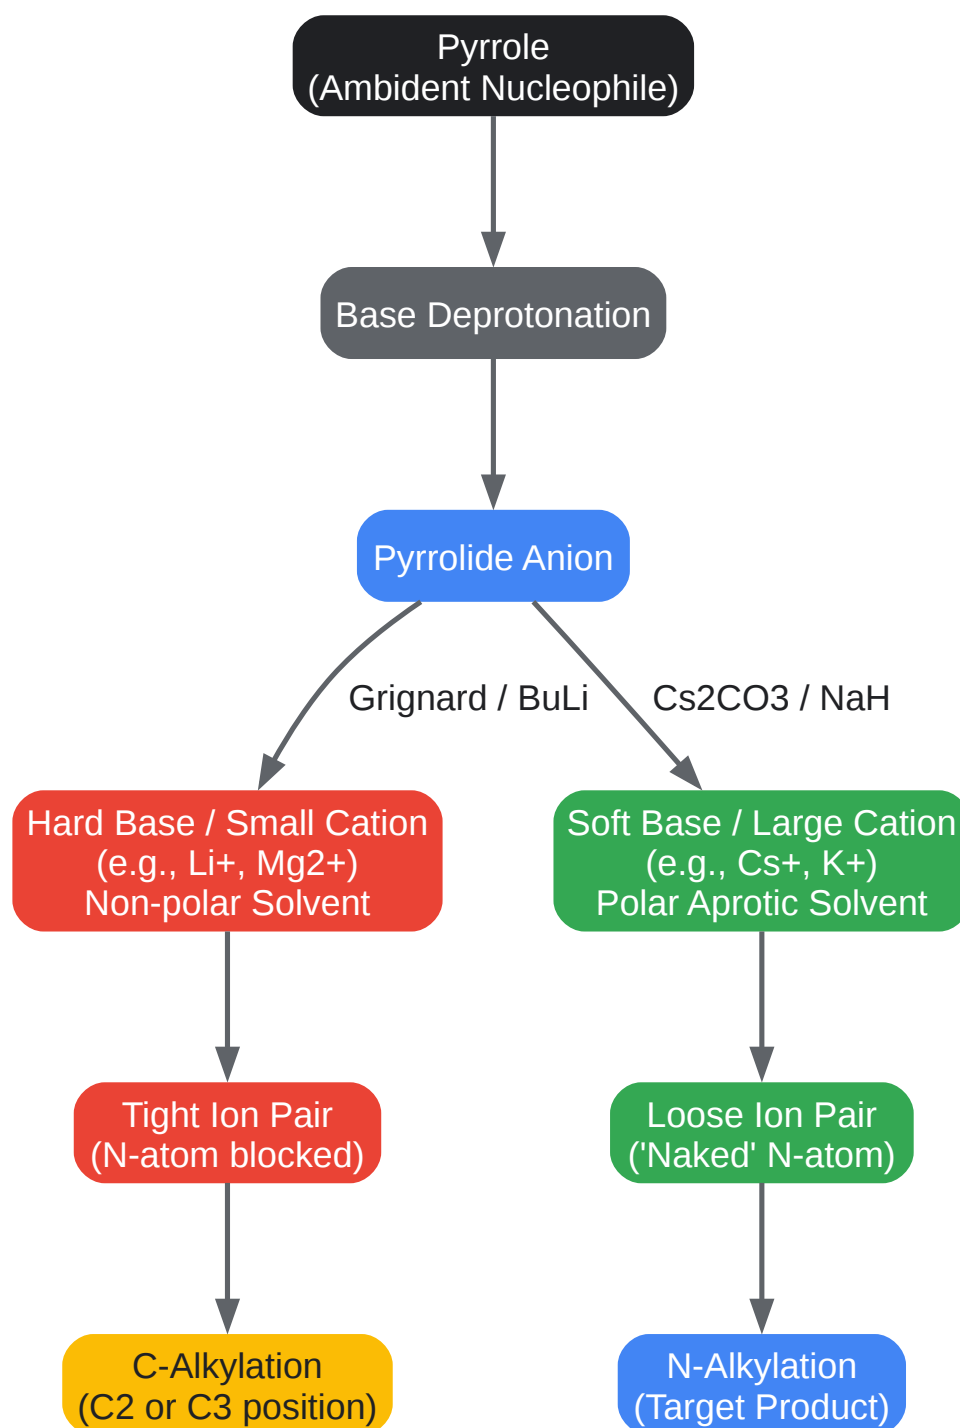 Pyrrole
(Ambident Nucleophile)
Base Deprotonation
Pyrrolide Anion
Grignard / BuLi
Cs2CO3 / NaH
Hard Base / Small Cation
(e.g., Li+, Mg2+)
Non-polar Solvent
Soft Base / Large Cation
(e.g., Cs+, K+)
Polar Aprotic Solvent
Tight Ion Pair
(N-atom blocked)
Loose Ion Pair
('Naked' N-atom)
C-Alkylation
(C2 or C3 position)
N-Alkylation
(Target Product)